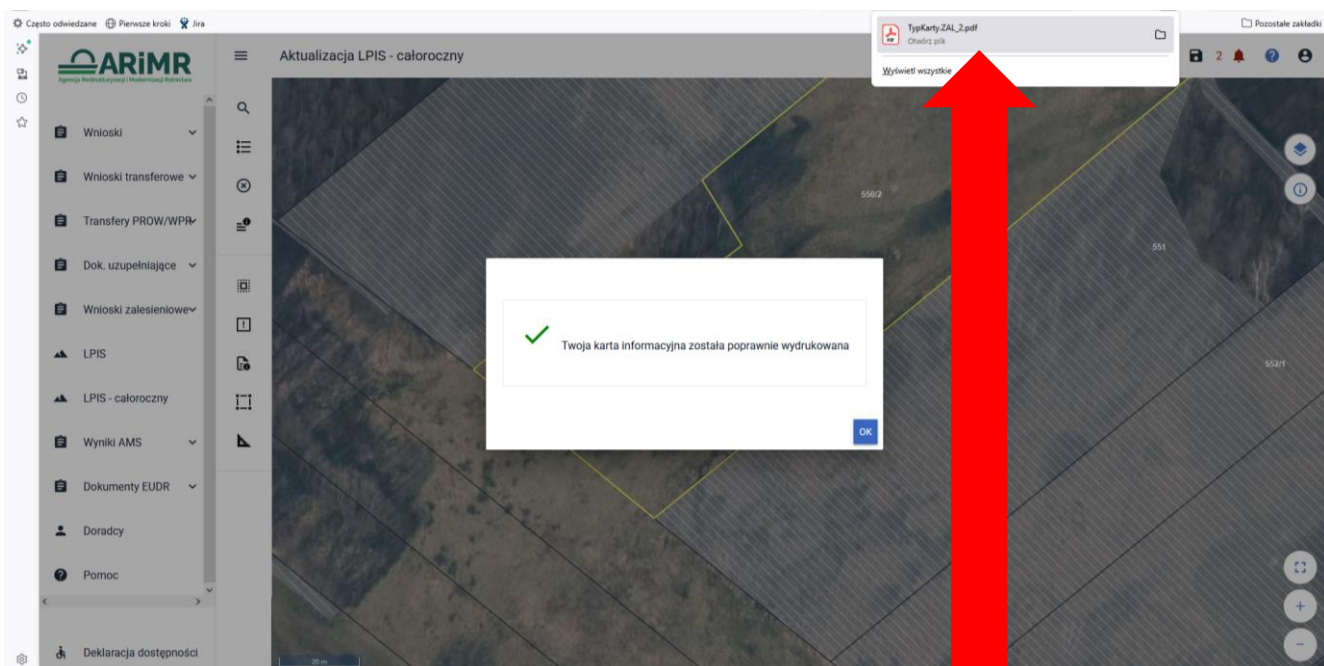 Często odwiedzane Pierwsze kroki Jira
TypKarty.ZAL_2.pdf
Otwórz plik
Wyświetl wszystkie
Pozostałe zakładki
ARiMR
Agencja Restrukturyzacji i Modernizacji Rolnictwa
Aktualizacja LPIS - całoroczny
2
Wnioski
Wnioski transferowe
Transfery PROW/WPR
Dok. uzupełniające
Wnioski zalesieniowe
LPIS
LPIS - całoroczny
Wyniki AMS
Dokumenty EUDR
Doradcy
Pomoc
Deklaracja dostępności
550/2
551
552/1
Twoja karta informacyjna została poprawnie wydrukowana
OK
20 m